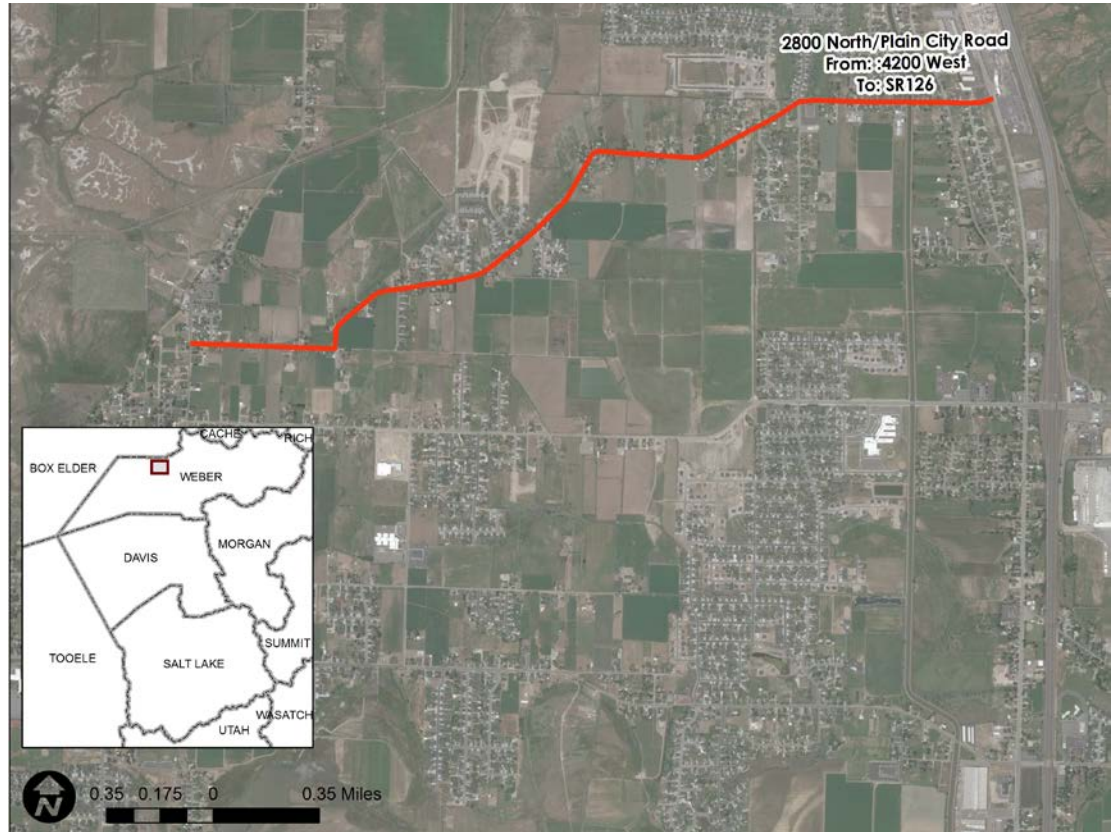 2800 North/Plain City Road
From: :4200 West
To: SR126
CACHE
RICH
BOX ELDER
WEBER
DAVIS
MORGAN
SUMMIT
TOOELE
SALT LAKE
WASATCH
UTAH
N
0.35 0.175 0 0.35 Miles